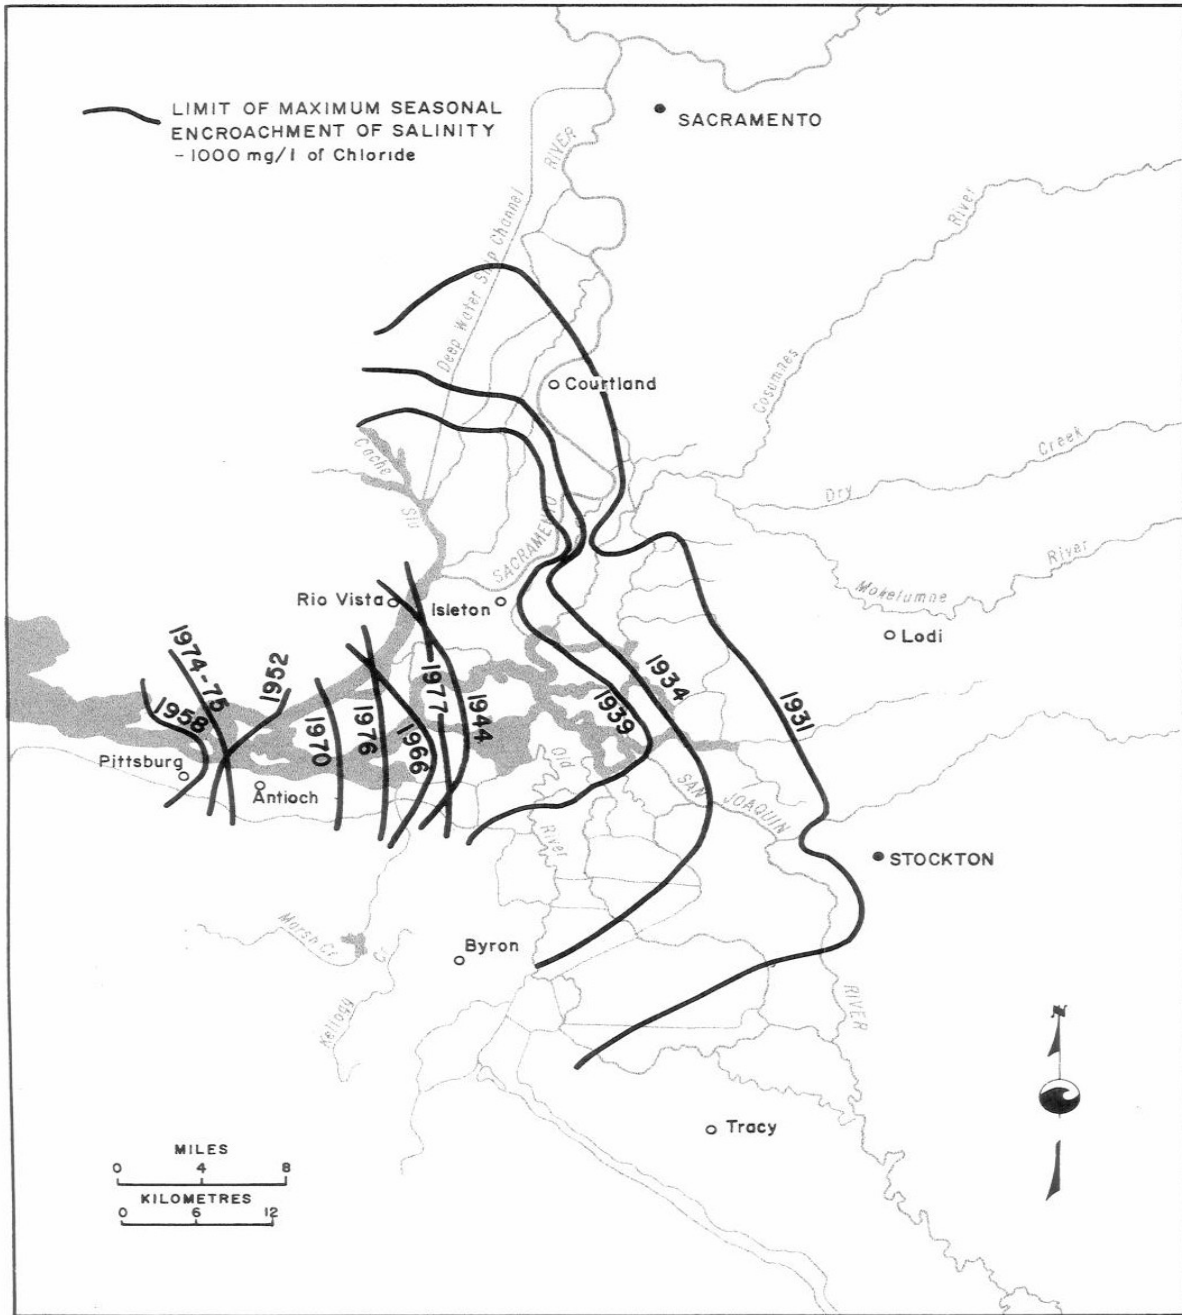 LIMIT OF MAXIMUM SEASONAL
ENCROACHMENT OF SALINITY
- 1000 mg/l of Chloride
SACRAMENTO
RIVER
River
Deep Water Ship Channel
Cosumnes
Courtland
Cache
Slu
Creek
Dry
SACRAMENTO
River
Mokelumne
Rio Vista
Isleton
Lodi
1974-75
1952
1958
1970
1976
1966
1977
1944
1939
1934
1931
Pittsburg
Antioch
Old
River
SAN JOAQUIN
STOCKTON
Marsh Cr
Cr
Kellogg
Byron
RIVER
N
Tracy
MILES
0 4 8
KILOMETRES
0 6 12